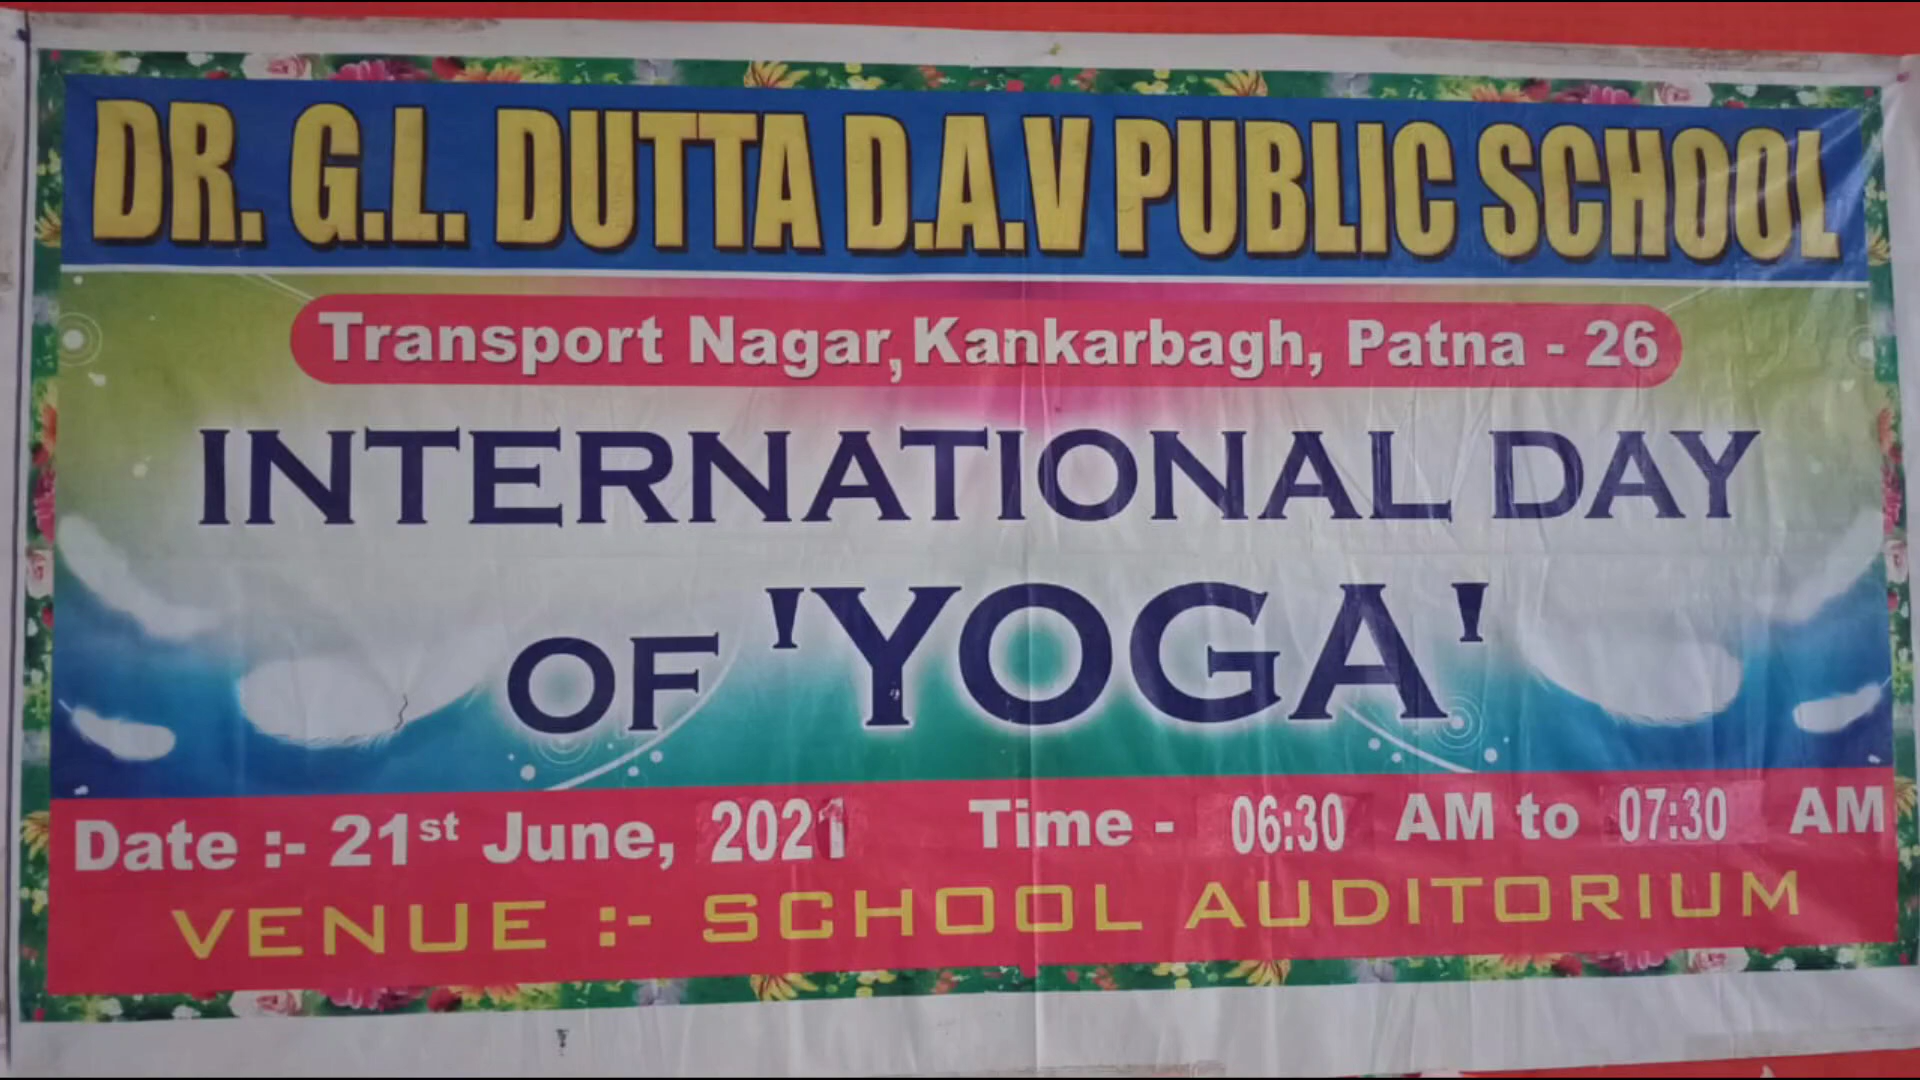 DR. G.L. DUTTA D.A.V PUBLIC SCHOOL
Transport Nagar, Kankarbagh, Patna - 26
INTERNATIONAL DAY
OF 'YOGA'
Date :- 21st June, 2021 Time - 06:30 AM to 07:30 AM
VENUE :- SCHOOL AUDITORIUM